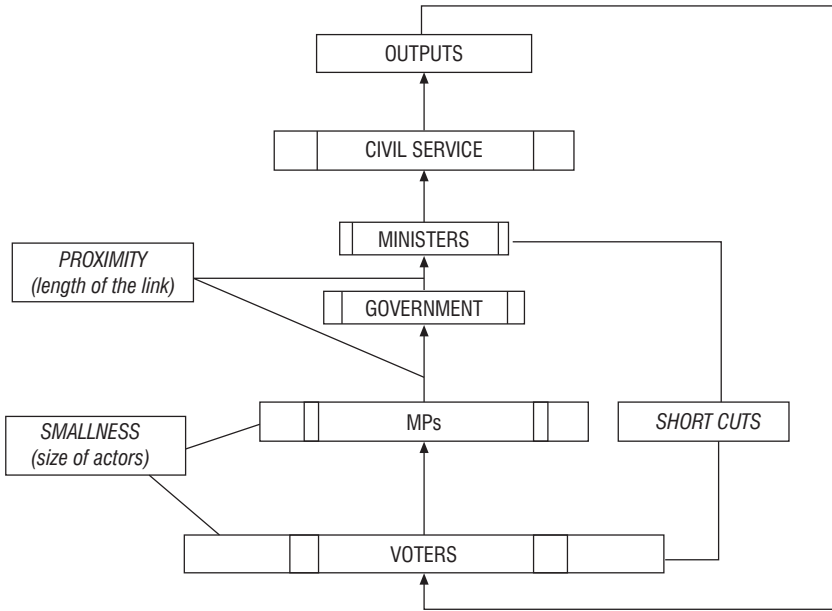 OUTPUTS
CIVIL SERVICE
MINISTERS
PROXIMITY
(length of the link)
GOVERNMENT
MPs
SHORT CUTS
SMALLNESS
(size of actors)
VOTERS